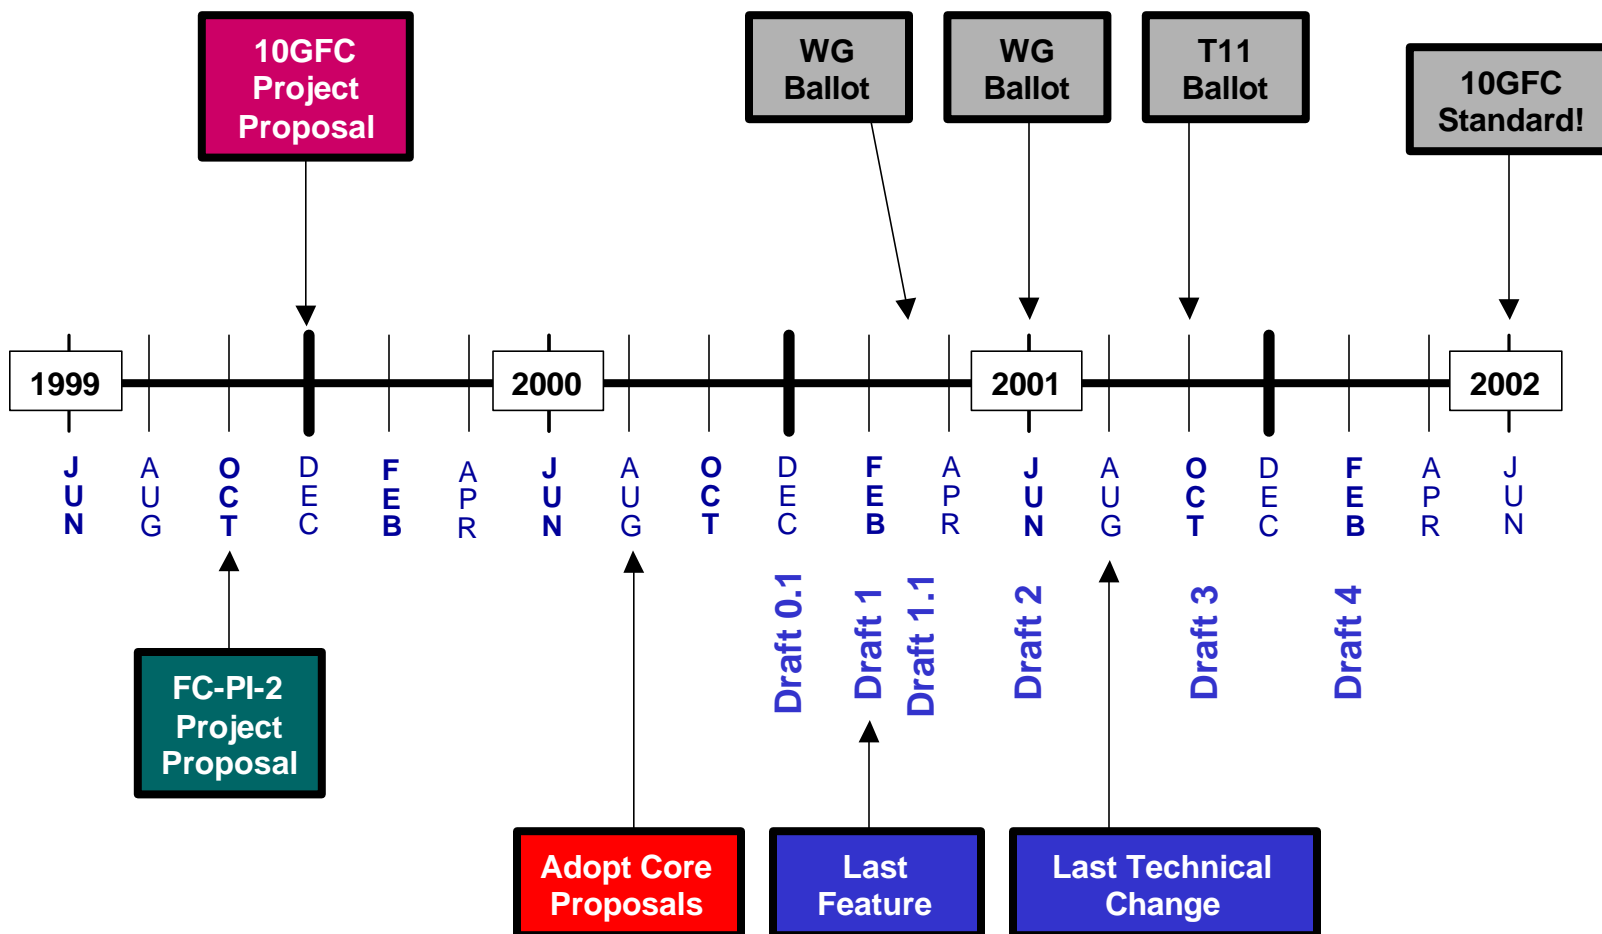 10GFC
Project
Proposal
WG
Ballot
WG
Ballot
T11
Ballot
10GFC
Standard!
1999
2000
2001
2002
JUN
AUG
OCT
DEC
FEB
APR
JUN
AUG
OCT
DEC
FEB
APR
JUN
AUG
OCT
DEC
FEB
APR
JUN
Draft 0.1
Draft 1
Draft 1.1
Draft 2
Draft 3
Draft 4
FC-PI-2
Project
Proposal
Adopt Core
Proposals
Last
Feature
Last Technical
Change